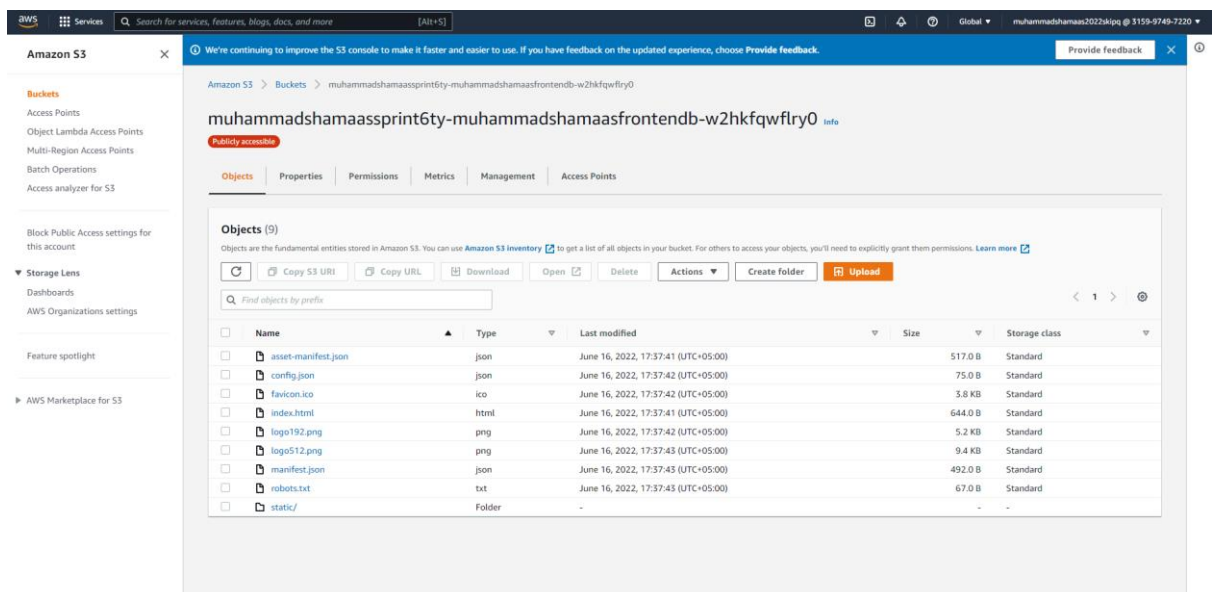 aws Services Search for services, features, blogs, docs, and more [Alt+S] Global ▼ muhammadshamaas2022skipq @ 3159-9749-7220 ▼
Amazon S3
We're continuing to improve the S3 console to make it faster and easier to use. If you have feedback on the updated experience, choose Provide feedback. Provide feedback
Buckets
Access Points
Object Lambda Access Points
Multi-Region Access Points
Batch Operations
Access analyzer for S3
Block Public Access settings for
this account
Storage Lens
Dashboards
AWS Organizations settings
Feature spotlight
AWS Marketplace for S3
Amazon S3 > Buckets > muhammadshamaassprint6ty-muhammadshamaasfrontendb-w2hkfqwflry0
muhammadshamaassprint6ty-muhammadshamaasfrontendb-w2hkfqwflry0 Info
Publicly accessible
Objects Properties Permissions Metrics Management Access Points
Objects (9)
Objects are the fundamental entities stored in Amazon S3. You can use Amazon S3 inventory to get a list of all objects in your bucket. For others to access your objects, you'll need to explicitly grant them permissions. Learn more
Copy S3 URI Copy URL Download Open Delete Actions ▼ Create folder Upload
Find objects by prefix < 1 >
Name Type Last modified Size Storage class
asset-manifest.json json June 16, 2022, 17:37:41 (UTC+05:00) 517.0 B Standard
config.json json June 16, 2022, 17:37:42 (UTC+05:00) 75.0 B Standard
favicon.ico ico June 16, 2022, 17:37:42 (UTC+05:00) 3.8 KB Standard
index.html html June 16, 2022, 17:37:41 (UTC+05:00) 644.0 B Standard
logo192.png png June 16, 2022, 17:37:42 (UTC+05:00) 5.2 KB Standard
logo512.png png June 16, 2022, 17:37:43 (UTC+05:00) 9.4 KB Standard
manifest.json json June 16, 2022, 17:37:43 (UTC+05:00) 492.0 B Standard
robots.txt txt June 16, 2022, 17:37:43 (UTC+05:00) 67.0 B Standard
static/ Folder - - -